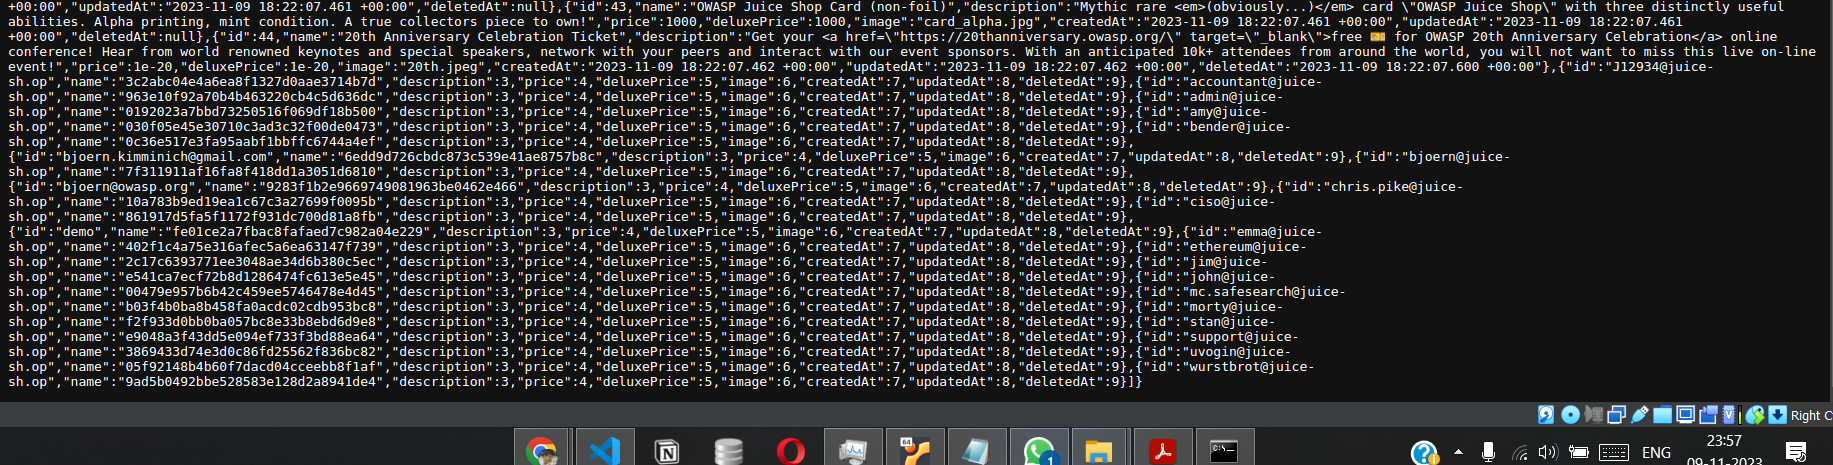 +00:00","updatedAt":"2023-11-09 18:22:07.461 +00:00","deletedAt":null},{"id":43,"name":"OWASP Juice Shop Card (non-foil)","description":"Mythic rare <em>(obviously...)</em> card \"OWASP Juice Shop\" with three distinctly useful
abilities. Alpha printing, mint condition. A true collectors piece to own!","price":1000,"deluxePrice":1000,"image":"card_alpha.jpg","createdAt":"2023-11-09 18:22:07.461 +00:00","updatedAt":"2023-11-09 18:22:07.461
+00:00","deletedAt":null},{"id":44,"name":"20th Anniversary Celebration Ticket","description":"Get your <a href=\"https://20thanniversary.owasp.org/\" target=\"_blank\">free 🎫 for OWASP 20th Anniversary Celebration</a> online
conference! Hear from world renowned keynotes and special speakers, network with your peers and interact with our event sponsors. With an anticipated 10k+ attendees from around the world, you will not want to miss this live on-line
event!","price":1e-20,"deluxePrice":1e-20,"image":"20th.jpeg","createdAt":"2023-11-09 18:22:07.462 +00:00","updatedAt":"2023-11-09 18:22:07.462 +00:00","deletedAt":"2023-11-09 18:22:07.600 +00:00"},{"id":"J12934@juice-
sh.op","name":"3c2abc04e4a6ea8f1327d0aae3714b7d","description":3,"price":4,"deluxePrice":5,"image":6,"createdAt":7,"updatedAt":8,"deletedAt":9},{"id":"accountant@juice-
sh.op","name":"963e10f92a70b4b463220cb4c5d636dc","description":3,"price":4,"deluxePrice":5,"image":6,"createdAt":7,"updatedAt":8,"deletedAt":9},{"id":"admin@juice-
sh.op","name":"0192023a7bbd73250516f069df18b500","description":3,"price":4,"deluxePrice":5,"image":6,"createdAt":7,"updatedAt":8,"deletedAt":9},{"id":"amy@juice-
sh.op","name":"030f05e45e30710c3ad3c32f00de0473","description":3,"price":4,"deluxePrice":5,"image":6,"createdAt":7,"updatedAt":8,"deletedAt":9},{"id":"bender@juice-
sh.op","name":"0c36e517e3fa95aabf1bbffc6744a4ef","description":3,"price":4,"deluxePrice":5,"image":6,"createdAt":7,"updatedAt":8,"deletedAt":9},
{"id":"bjoern.kimminich@gmail.com","name":"6edd9d726cbdc873c539e41ae8757b8c","description":3,"price":4,"deluxePrice":5,"image":6,"createdAt":7,"updatedAt":8,"deletedAt":9},{"id":"bjoern@juice-
sh.op","name":"7f311911af16fa8f418dd1a3051d6810","description":3,"price":4,"deluxePrice":5,"image":6,"createdAt":7,"updatedAt":8,"deletedAt":9},
{"id":"bjoern@owasp.org","name":"9283f1b2e9669749081963be0462e466","description":3,"price":4,"deluxePrice":5,"image":6,"createdAt":7,"updatedAt":8,"deletedAt":9},{"id":"chris.pike@juice-
sh.op","name":"10a783b9ed19ea1c67c3a27699f0095b","description":3,"price":4,"deluxePrice":5,"image":6,"createdAt":7,"updatedAt":8,"deletedAt":9},{"id":"ciso@juice-
sh.op","name":"861917d5fa5f1172f931dc700d81a8fb","description":3,"price":4,"deluxePrice":5,"image":6,"createdAt":7,"updatedAt":8,"deletedAt":9},
{"id":"demo","name":"fe01ce2a7fbac8fafaed7c982a04e229","description":3,"price":4,"deluxePrice":5,"image":6,"createdAt":7,"updatedAt":8,"deletedAt":9},{"id":"emma@juice-
sh.op","name":"402f1c4a75e316afec5a6ea63147f739","description":3,"price":4,"deluxePrice":5,"image":6,"createdAt":7,"updatedAt":8,"deletedAt":9},{"id":"ethereum@juice-
sh.op","name":"2c17c6393771ee3048ae34d6b380c5ec","description":3,"price":4,"deluxePrice":5,"image":6,"createdAt":7,"updatedAt":8,"deletedAt":9},{"id":"jim@juice-
sh.op","name":"e541ca7ecf72b8d1286474fc613e5e45","description":3,"price":4,"deluxePrice":5,"image":6,"createdAt":7,"updatedAt":8,"deletedAt":9},{"id":"john@juice-
sh.op","name":"00479e957b6b42c459ee5746478e4d45","description":3,"price":4,"deluxePrice":5,"image":6,"createdAt":7,"updatedAt":8,"deletedAt":9},{"id":"mc.safesearch@juice-
sh.op","name":"b03f4b0ba8b458fa0acdc02cdb953bc8","description":3,"price":4,"deluxePrice":5,"image":6,"createdAt":7,"updatedAt":8,"deletedAt":9},{"id":"morty@juice-
sh.op","name":"f2f933d0bb0ba057bc8e33b8ebd6d9e8","description":3,"price":4,"deluxePrice":5,"image":6,"createdAt":7,"updatedAt":8,"deletedAt":9},{"id":"stan@juice-
sh.op","name":"e9048a3f43dd5e094ef733f3bd88ea64","description":3,"price":4,"deluxePrice":5,"image":6,"createdAt":7,"updatedAt":8,"deletedAt":9},{"id":"support@juice-
sh.op","name":"3869433d74e3d0c86fd25562f836bc82","description":3,"price":4,"deluxePrice":5,"image":6,"createdAt":7,"updatedAt":8,"deletedAt":9},{"id":"uvogin@juice-
sh.op","name":"05f92148b4b60f7dacd04cceebb8f1af","description":3,"price":4,"deluxePrice":5,"image":6,"createdAt":7,"updatedAt":8,"deletedAt":9},{"id":"wurstbrot@juice-
sh.op","name":"9ad5b0492bbe528583e128d2a8941de4","description":3,"price":4,"deluxePrice":5,"image":6,"createdAt":7,"updatedAt":8,"deletedAt":9}]}
Right C
64
1
ENG
23:57
09-11-2023